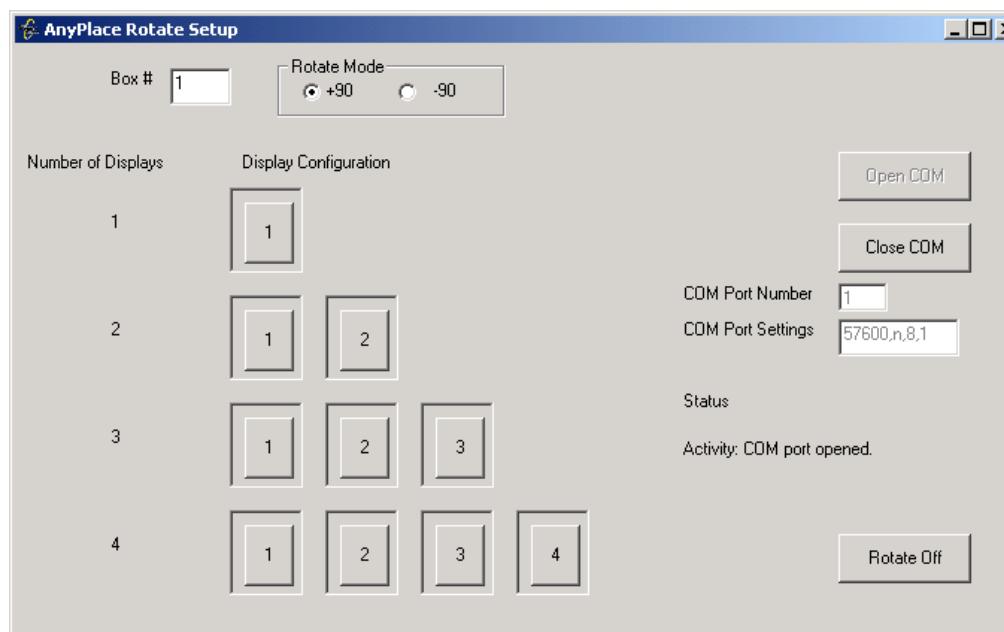 AnyPlace Rotate Setup
Box # 1
Rotate Mode
+90 -90
Number of Displays Display Configuration
Open COM
1 1
Close COM
COM Port Number 1
2 1 2
COM Port Settings 57600,n,8,1
Status
3 1 2 3
Activity: COM port opened.
4 1 2 3 4
Rotate Off